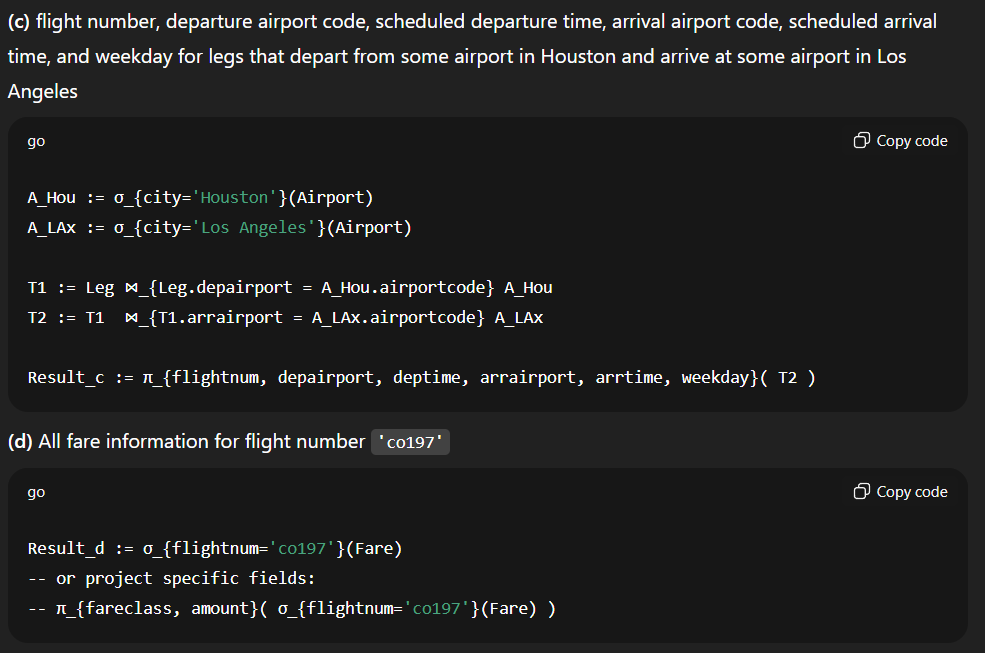 (c) flight number, departure airport code, scheduled departure time, arrival airport code, scheduled arrival
time, and weekday for legs that depart from some airport in Houston and arrive at some airport in Los
Angeles
go
Copy code
A_Hou := σ_{city='Houston'}(Airport)
A_LAx := σ_{city='Los Angeles'}(Airport)
T1 := Leg ⋈_{Leg.depairport = A_Hou.airportcode} A_Hou
T2 := T1  ⋈_{T1.arrairport = A_LAx.airportcode} A_LAx
Result_c := π_{flightnum, depairport, deptime, arrairport, arrtime, weekday}( T2 )
(d) All fare information for flight number 'co197'
go
Copy code
Result_d := σ_{flightnum='co197'}(Fare)
-- or project specific fields:
-- π_{fareclass, amount}( σ_{flightnum='co197'}(Fare) )